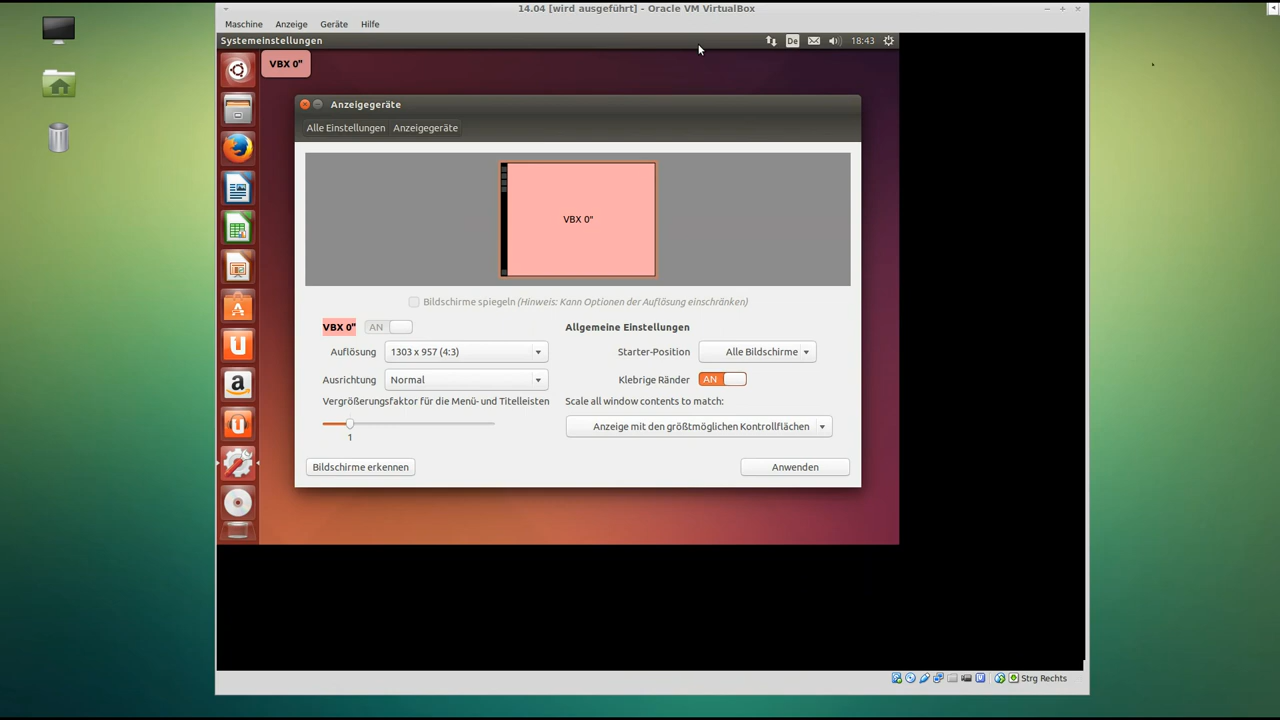 14.04 [wird ausgeführt] - Oracle VM VirtualBox
Maschine Anzeige Geräte Hilfe
Systemeinstellungen De 18:43
VBX 0"
Anzeigegeräte
Alle Einstellungen Anzeigegeräte
VBX 0"
Bildschirme spiegeln (Hinweis: Kann Optionen der Auflösung einschränken)
VBX 0" AN Allgemeine Einstellungen
Auflösung 1303 x 957 (4:3) Starter-Position Alle Bildschirme
Ausrichtung Normal Klebrige Ränder AN
Vergrößerungsfaktor für die Menü- und Titelleisten Scale all window contents to match:
Anzeige mit den größtmöglichen Kontrollflächen
1
Bildschirme erkennen Anwenden
Strg Rechts